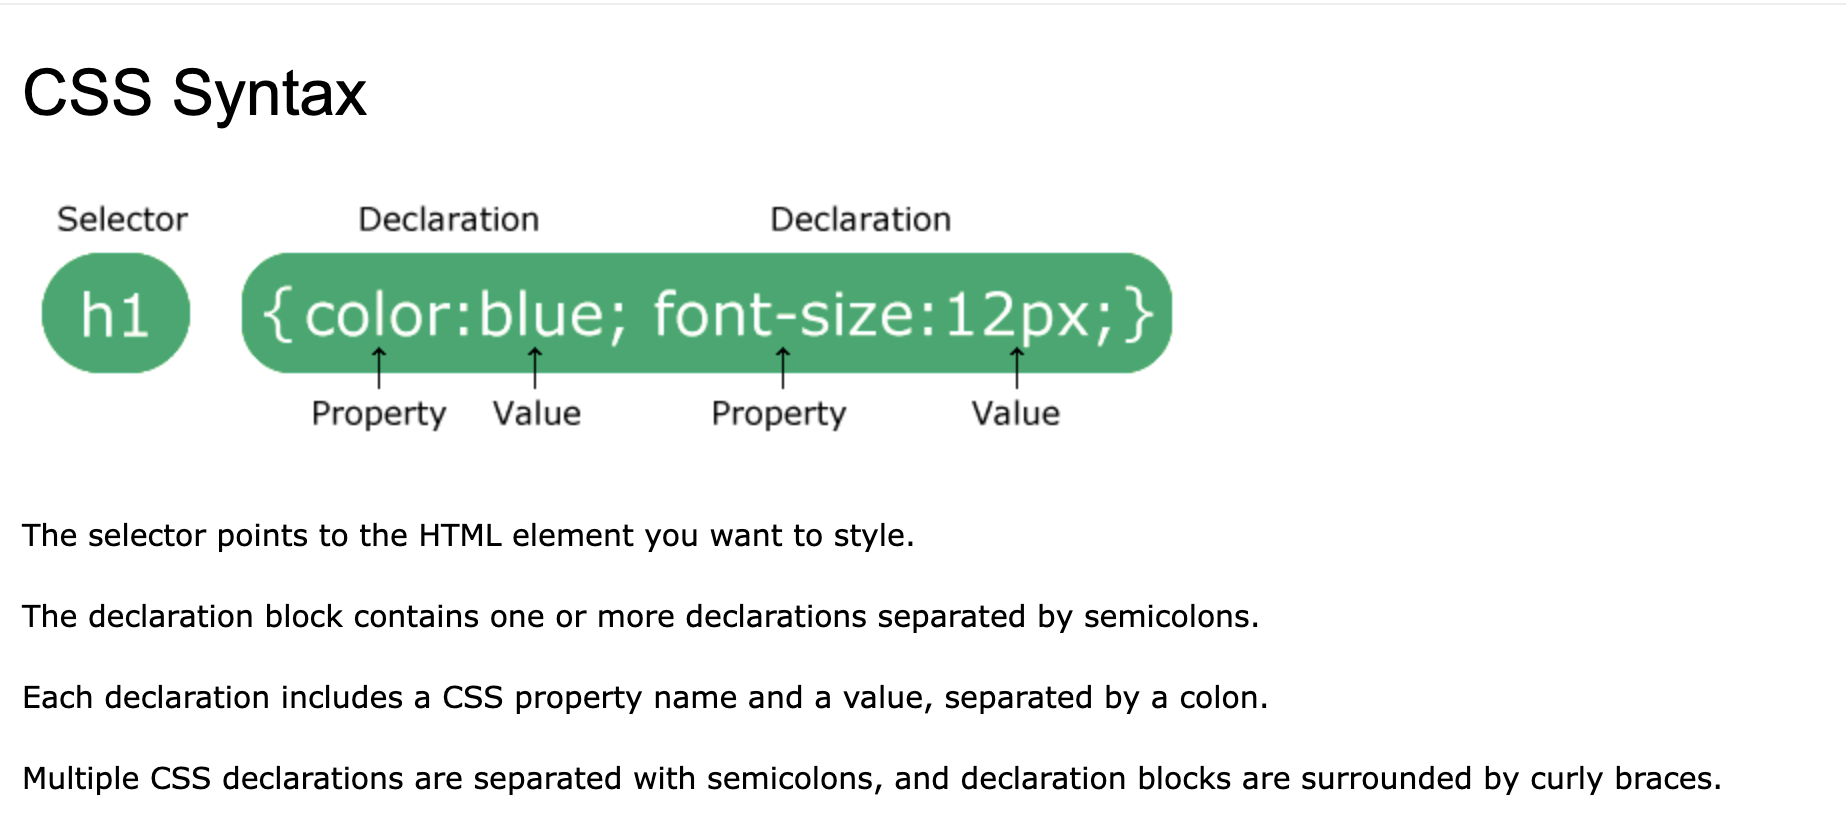 CSS Syntax
Selector Declaration Declaration
h1 {color:blue; font-size:12px;}
Property Value Property Value
The selector points to the HTML element you want to style.
The declaration block contains one or more declarations separated by semicolons.
Each declaration includes a CSS property name and a value, separated by a colon.
Multiple CSS declarations are separated with semicolons, and declaration blocks are surrounded by curly braces.